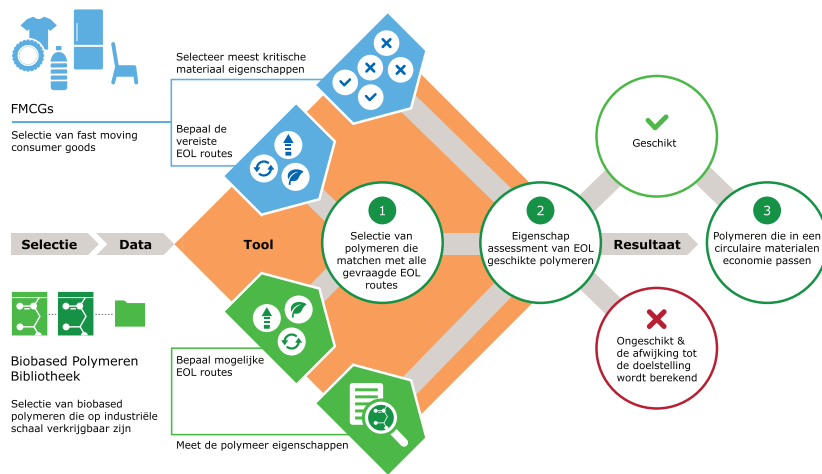 FMCGs
Selectie van fast moving
consumer goods
Selecteer meest kritische
materiaal eigenschappen
Bepaal de
vereiste
EOL routes
Selectie
Data
Tool
1
Selectie van
polymeren die
matchen met alle
gevraagde EOL
routes
2
Eigenschap
assessment van EOL
geschikte polymeren
Geschikt
Resultaat
3
Polymeren die in een
circulaire materialen
economie passen
Ongeschikt &
de afwijking tot
de doelstelling
wordt berekend
Biobased Polymeren
Bibliotheek
Selectie van biobased
polymeren die op industriële
schaal verkrijgbaar zijn
Bepaal mogelijke
EOL routes
Meet de polymeer eigenschappen